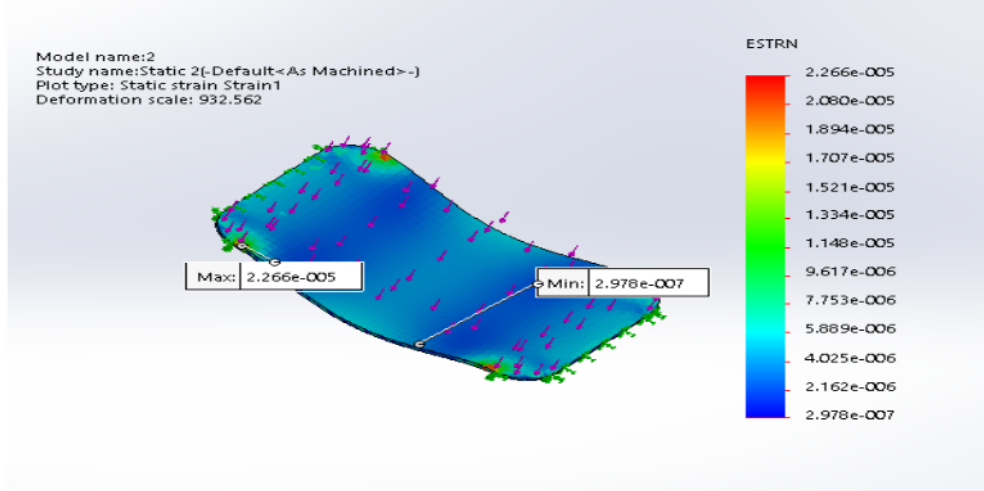 Model name:2
Study name:Static 2(-Default<As Machined>-)
Plot type: Static strain Strain1
Deformation scale: 932.562
ESTRN
2.266e-005
2.080e-005
1.894e-005
1.707e-005
1.521e-005
1.334e-005
1.148e-005
9.617e-006
7.753e-006
5.889e-006
4.025e-006
2.162e-006
2.978e-007
Max: 2.266e-005
Min: 2.978e-007